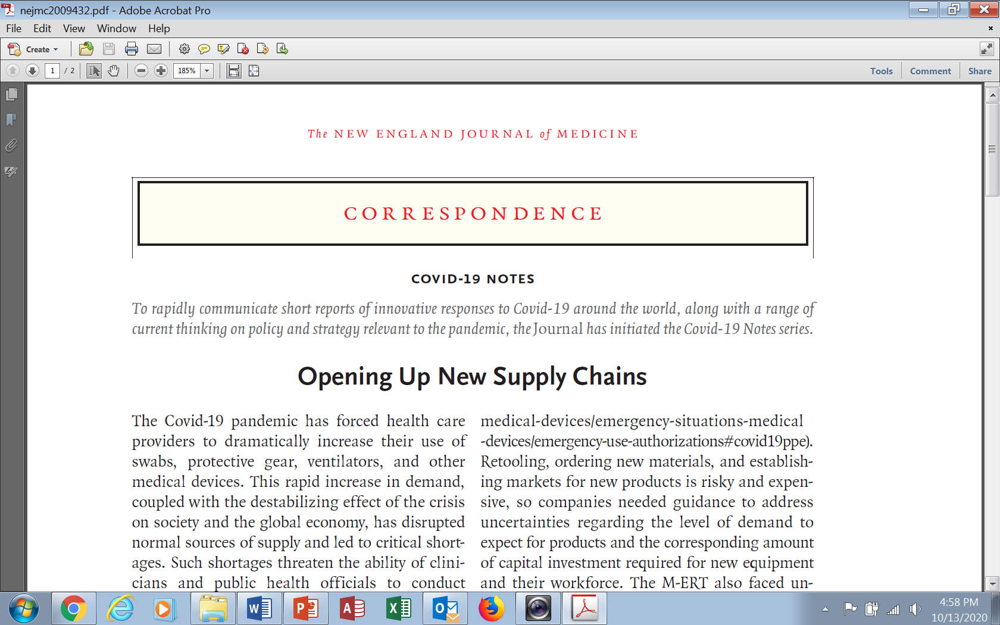 nejmc2009432.pdf - Adobe Acrobat Pro
File Edit View Window Help
Create
1 / 2 185% Tools Comment Share
The NEW ENGLAND JOURNAL of MEDICINE
CORRESPONDENCE
COVID-19 NOTES
To rapidly communicate short reports of innovative responses to Covid-19 around the world, along with a range of
current thinking on policy and strategy relevant to the pandemic, the Journal has initiated the Covid-19 Notes series.
Opening Up New Supply Chains
The Covid-19 pandemic has forced health care
providers to dramatically increase their use of
swabs, protective gear, ventilators, and other
medical devices. This rapid increase in demand,
coupled with the destabilizing effect of the crisis
on society and the global economy, has disrupted
normal sources of supply and led to critical short-
ages. Such shortages threaten the ability of clini-
cians and public health officials to conduct
medical-devices/emergency-situations-medical
-devices/emergency-use-authorizations#covid19ppe).
Retooling, ordering new materials, and establish-
ing markets for new products is risky and expen-
sive, so companies needed guidance to address
uncertainties regarding the level of demand to
expect for products and the corresponding amount
of capital investment required for new equipment
and their workforce. The M-ERT also faced un-
4:58 PM
10/13/2020